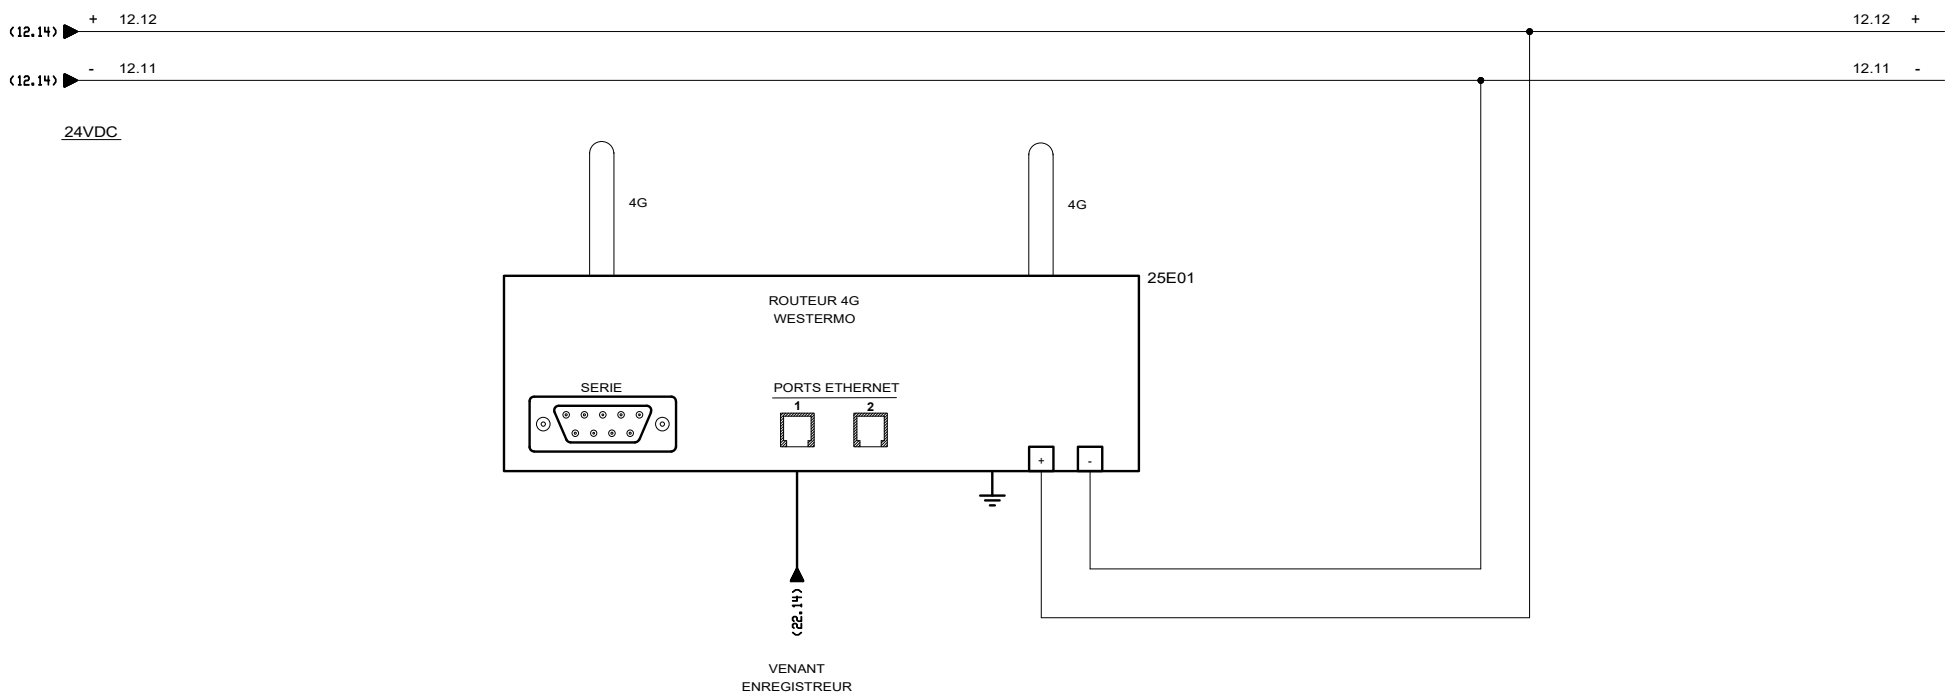 + 12.12
(12.14)
12.12 +
- 12.11
(12.14)
12.11 -
24VDC
4G
4G
25E01
ROUTEUR 4G
WESTERMO
SERIE
PORTS ETHERNET
1 2
+ -
(22.14)
VENANT
ENREGISTREUR